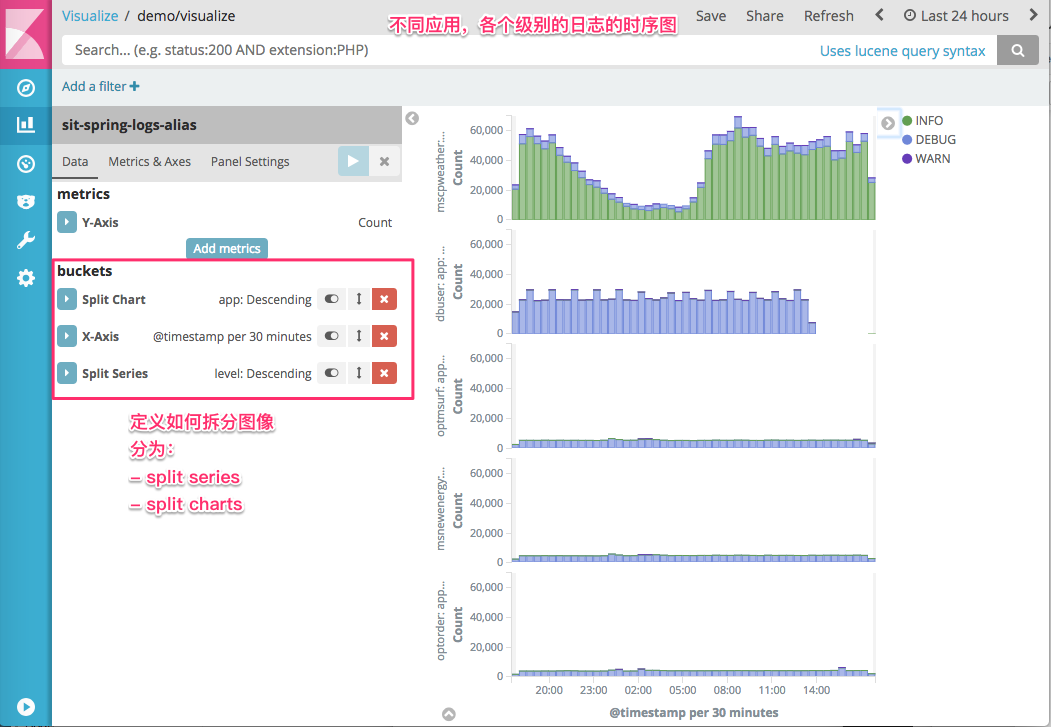 Visualize / demo/visualize
不同应用，各个级别的日志的时序图
Save Share Refresh Last 24 hours
Search... (e.g. status:200 AND extension:PHP)
Uses lucene query syntax
Add a filter +
sit-spring-logs-alias
Data Metrics & Axes Panel Settings
metrics
Y-Axis Count
Add metrics
buckets
Split Chart app: Descending
X-Axis @timestamp per 30 minutes
Split Series level: Descending
定义如何拆分图像
分为：
– split series
– split charts
mscpweather:...
Count
60,000
40,000
20,000
0
dbuser: app: ...
Count
60,000
40,000
20,000
0
optmsurf: app...
Count
60,000
40,000
20,000
0
msnewenergy:...
Count
60,000
40,000
20,000
0
optorder: app...
Count
60,000
40,000
20,000
0
20:00 23:00 02:00 05:00 08:00 11:00 14:00
@timestamp per 30 minutes
INFO
DEBUG
WARN